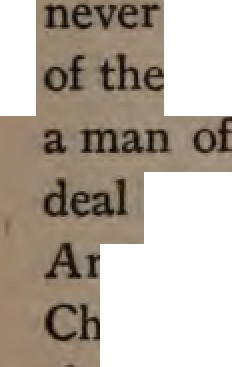 never
of the
a man of
deal
Ar
Ch